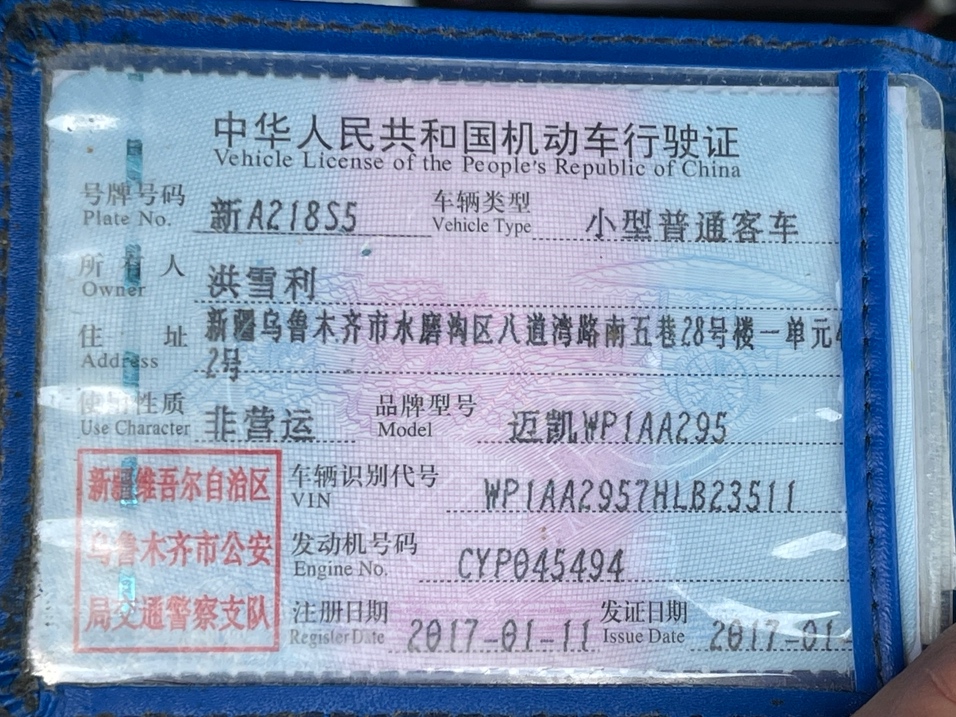 中华人民共和国机动车行驶证
Vehicle License of the People's Republic of China
号牌号码 新A218S5 车辆类型 小型普通客车
Plate No. Vehicle Type
所有人 洪雪利
Owner
住址 新疆乌鲁木齐市水磨沟区八道湾路南五巷28号楼一单元4
Address 2号
使用性质 非营运 品牌型号 迈凯WP1AA295
Use Character Model
新疆维吾尔自治区 车辆识别代号 WP1AA2957HLB23511
VIN
乌鲁木齐市公安 发动机号码 CYP045494
Engine No.
局交通警察支队 注册日期 2017-01-11 发证日期 2017-01-
Register Date Issue Date